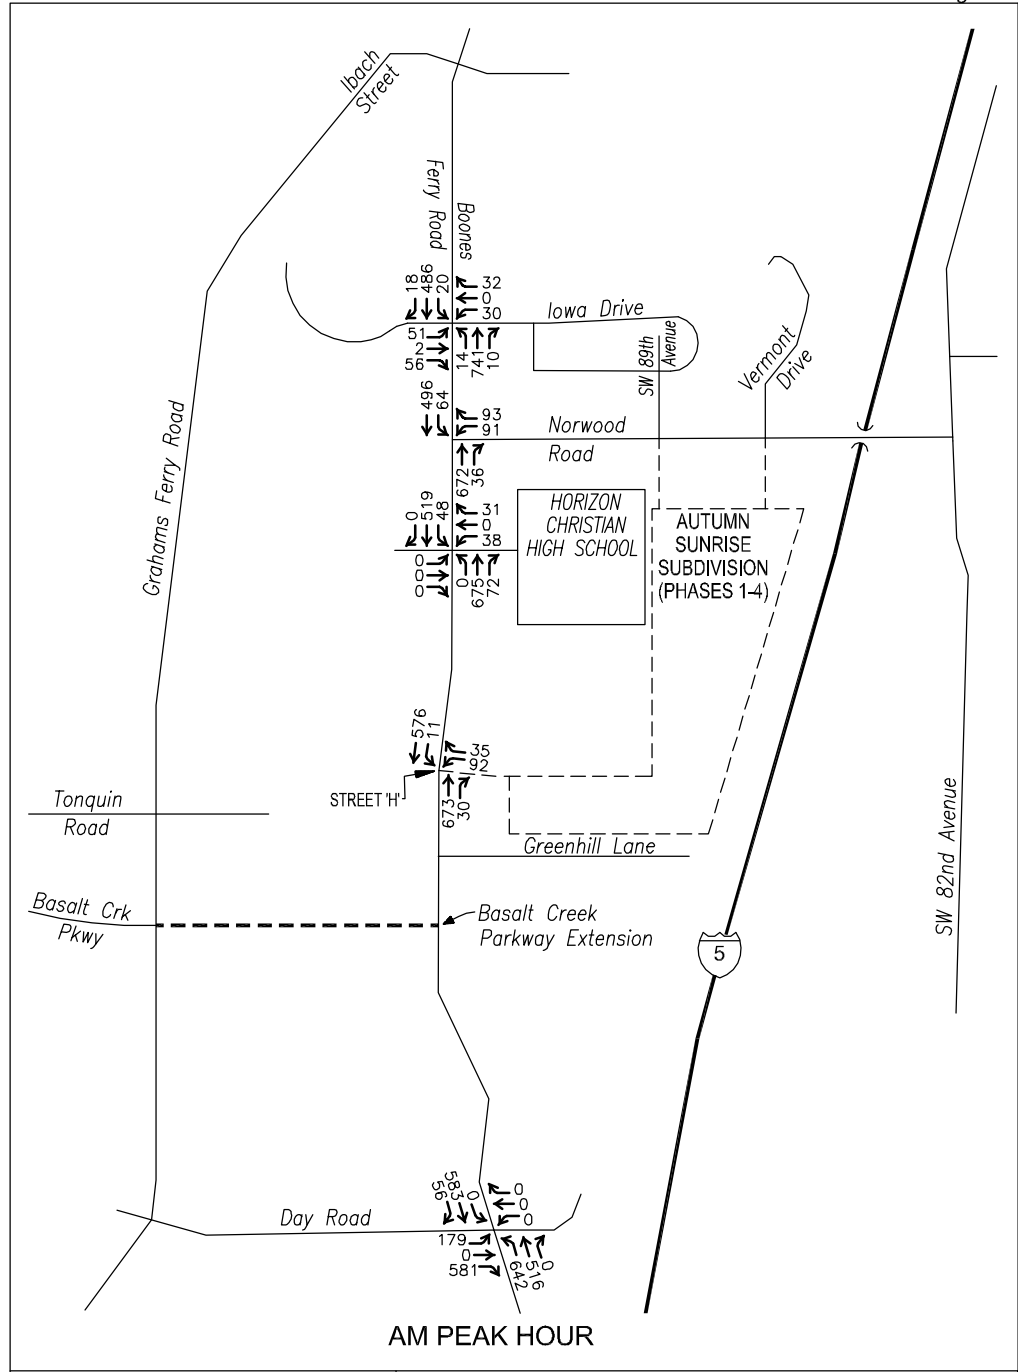 Ibach
Street
Ferry Road
Boones
18
486
20
32
0
30
Iowa Drive
51
2
56
14
741
10
SW 89th
Avenue
Vermont
Drive
496
64
93
91
Norwood
Road
672
36
Grahams Ferry Road
0
519
48
31
0
38
0
0
0
0
675
72
HORIZON
CHRISTIAN
HIGH SCHOOL
AUTUMN
SUNRISE
SUBDIVISION
(PHASES 1-4)
576
11
35
92
STREET 'H'
673
30
Tonquin
Road
Greenhill Lane
SW 82nd Avenue
Basalt Crk
Pkwy
Basalt Creek
Parkway Extension
5
56
583
0
0
0
0
Day Road
179
0
581
642
516
0
AM PEAK HOUR